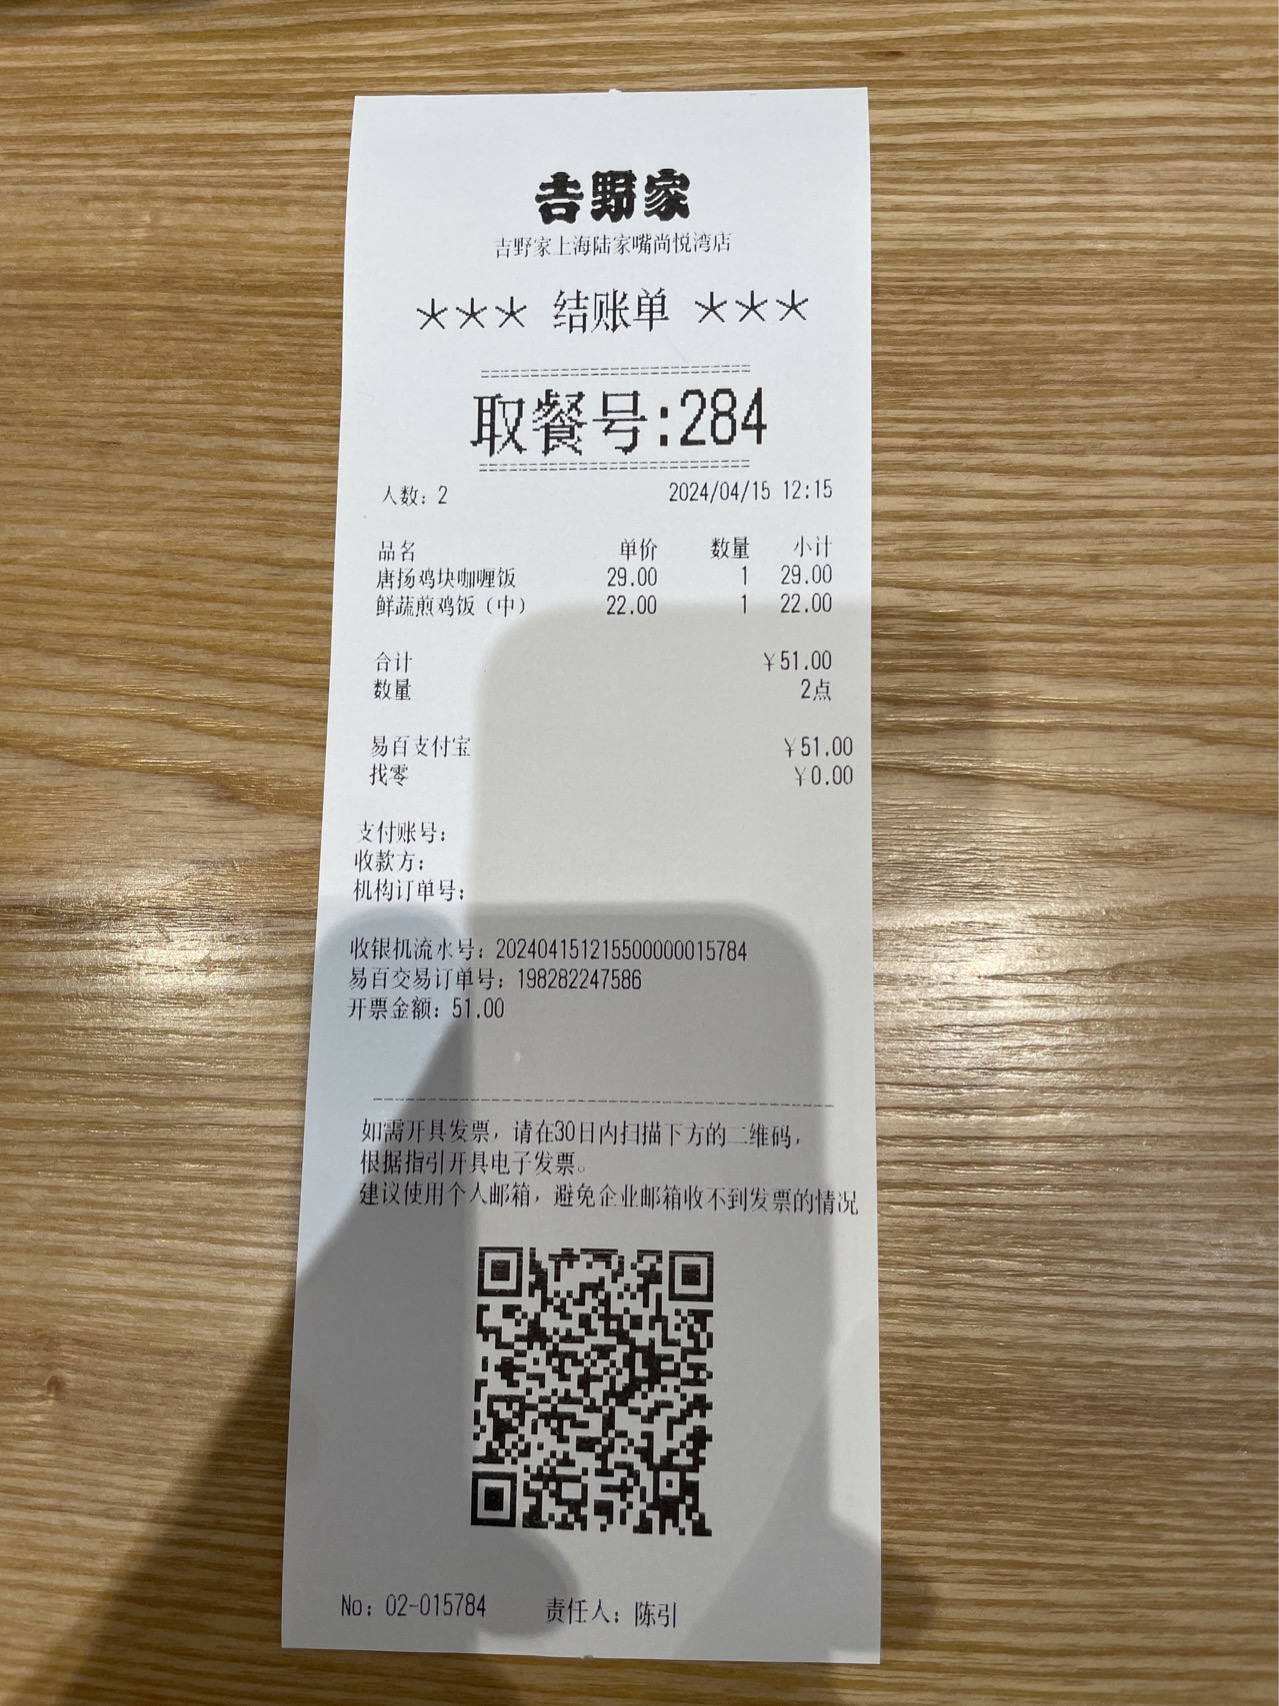 吉野家
吉野家上海陆家嘴尚悦湾店
*** 结账单 ***
==========================
取餐号:284
==========================
人数: 2 2024/04/15 12:15
品名 单价 数量 小计
唐扬鸡块咖喱饭 29.00 1 29.00
鲜蔬煎鸡饭（中） 22.00 1 22.00
合计 ¥51.00
数量 2点
易百支付宝 ¥51.00
找零 ¥0.00
支付账号:
收款方:
机构订单号:
收银机流水号: 202404151215500000015784
易百交易订单号: 198282247586
开票金额: 51.00
如需开具发票，请在30日内扫描下方的二维码，
根据指引开具电子发票。
建议使用个人邮箱，避免企业邮箱收不到发票的情况
No: 02-015784 责任人: 陈引